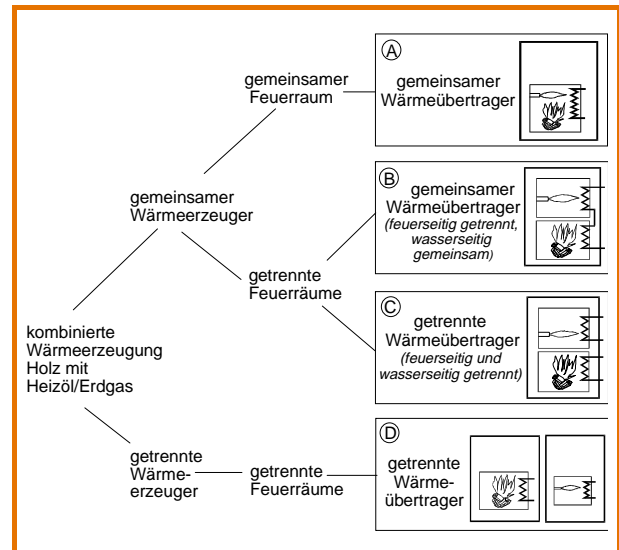 A
gemeinsamer
Feuerraum
gemeinsamer
Wärmeübertrager
B
gemeinsamer
Wärmeübertrager
(feuerseitig getrennt,
wasserseitig
gemeinsam)
gemeinsamer
Wärmeerzeuger
getrennte
Feuerräume
C
getrennte
Wärmeübertrager
(feuerseitig und
wasserseitig getrennt)
kombinierte
Wärmeerzeugung
Holz mit
Heizöl/Erdgas
D
getrennte
Wärme-
erzeuger
getrennte
Feuerräume
getrennte
Wärme-
übertrager